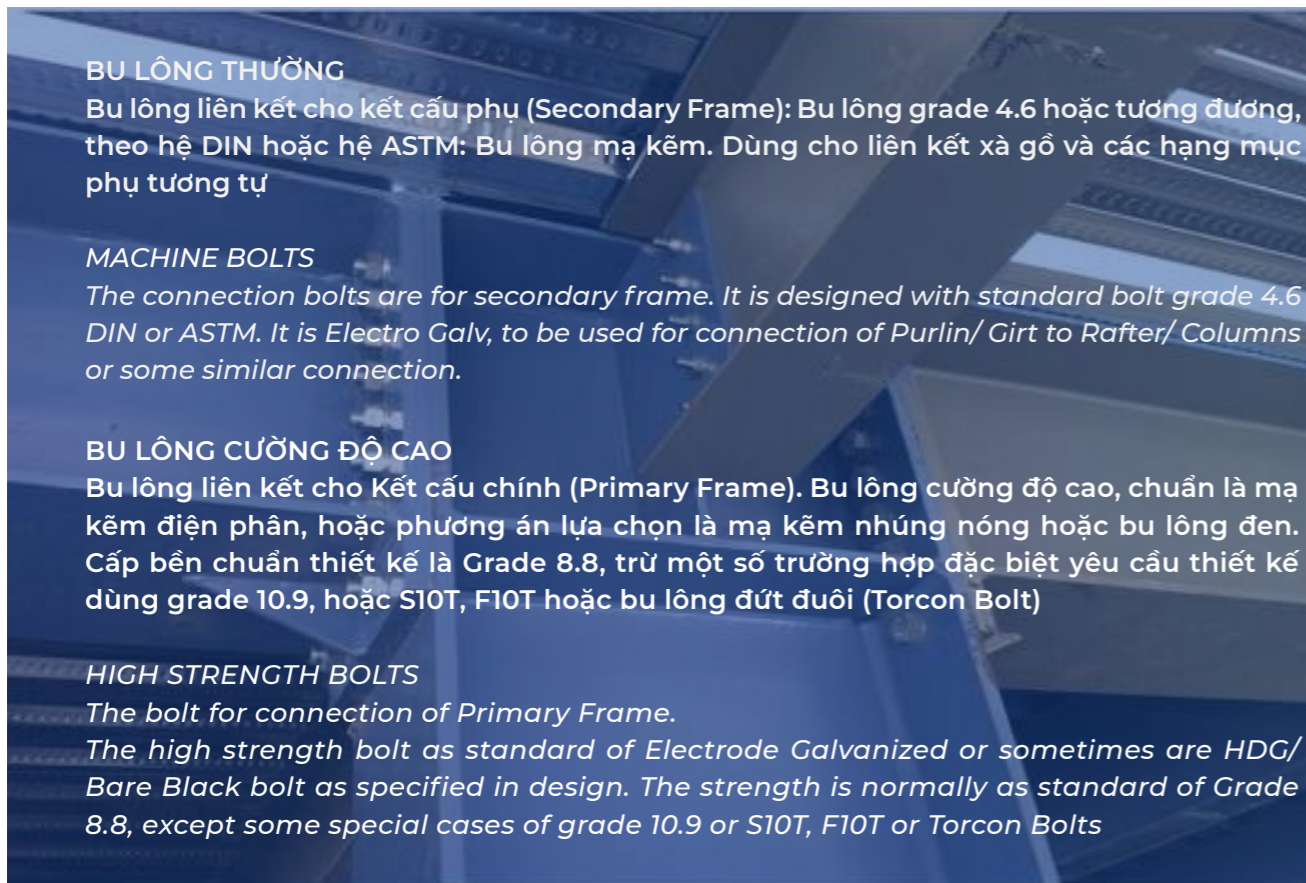 BU LÔNG THƯỜNG
Bu lông liên kết cho kết cấu phụ (Secondary Frame): Bu lông grade 4.6 hoặc tương đương,
theo hệ DIN hoặc hệ ASTM: Bu lông mạ kẽm. Dùng cho liên kết xà gồ và các hạng mục
phụ tương tự
MACHINE BOLTS
The connection bolts are for secondary frame. It is designed with standard bolt grade 4.6
DIN or ASTM. It is Electro Galv, to be used for connection of Purlin/ Girt to Rafter/ Columns
or some similar connection.
BU LÔNG CƯỜNG ĐỘ CAO
Bu lông liên kết cho Kết cấu chính (Primary Frame). Bu lông cường độ cao, chuẩn là mạ
kẽm điện phân, hoặc phương án lựa chọn là mạ kẽm nhúng nóng hoặc bu lông đen.
Cấp bền chuẩn thiết kế là Grade 8.8, trừ một số trường hợp đặc biệt yêu cầu thiết kế
dùng grade 10.9, hoặc S10T, F10T hoặc bu lông đứt đuôi (Torcon Bolt)
HIGH STRENGTH BOLTS
The bolt for connection of Primary Frame.
The high strength bolt as standard of Electrode Galvanized or sometimes are HDG/
Bare Black bolt as specified in design. The strength is normally as standard of Grade
8.8, except some special cases of grade 10.9 or S10T, F10T or Torcon Bolts